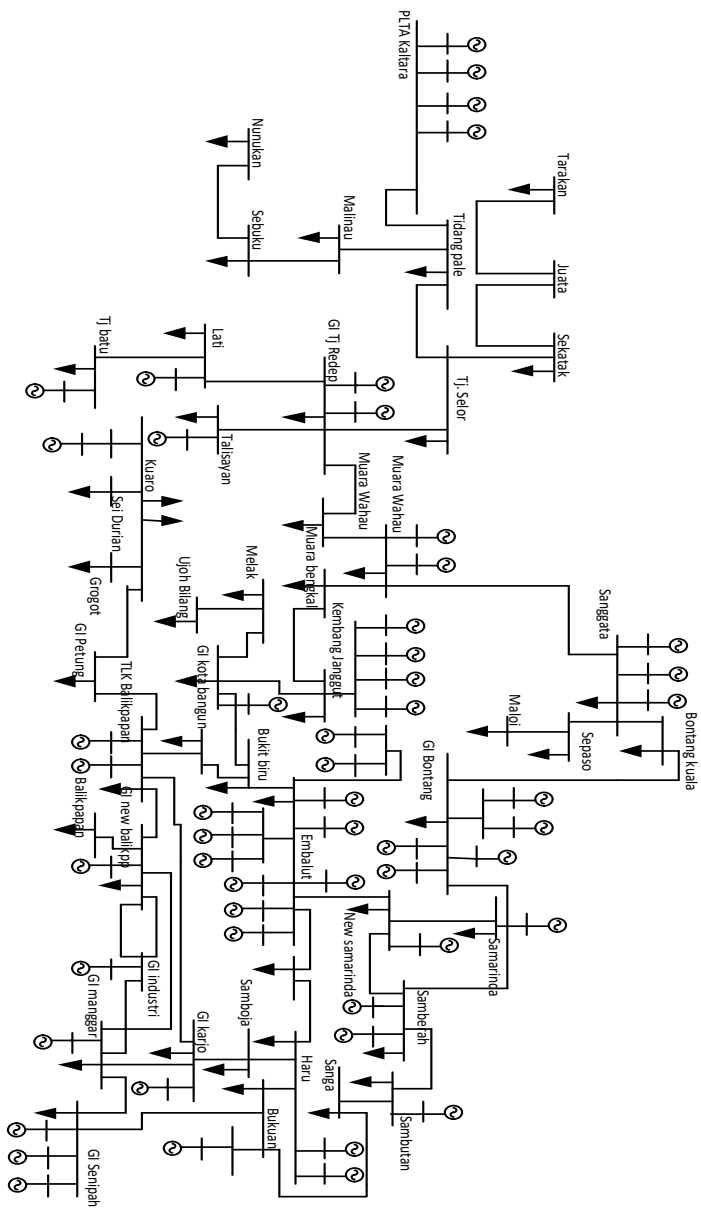 PLTA Kaltara
Tarakan
Juata
Sekatak
Tidang pale
Tj. Selor
Nunukan
Sebuku
Malinau
GI Tj Redep
Lati
Tj batu
Talisayan
Muara Wahau
Muara Wahau
Muara bengkal
Kembang Janggut
Sanggata
Bontang kuala
Sepaso
Maloi
GI Bontang
Melak
Ujoh Bilang
GI kota bangun
Bukit biru
Embalut
New samarinda
Samarinda
Samberah
Sambutan
Sanga
Haru
Samboja
Bukuan
GI karjo
Kuaro
Sei Durian
Grogot
GI Petung
TLK Balikpapan
GI new balikpp
Balikpapan
GI industri
GI manggar
GI Senipah